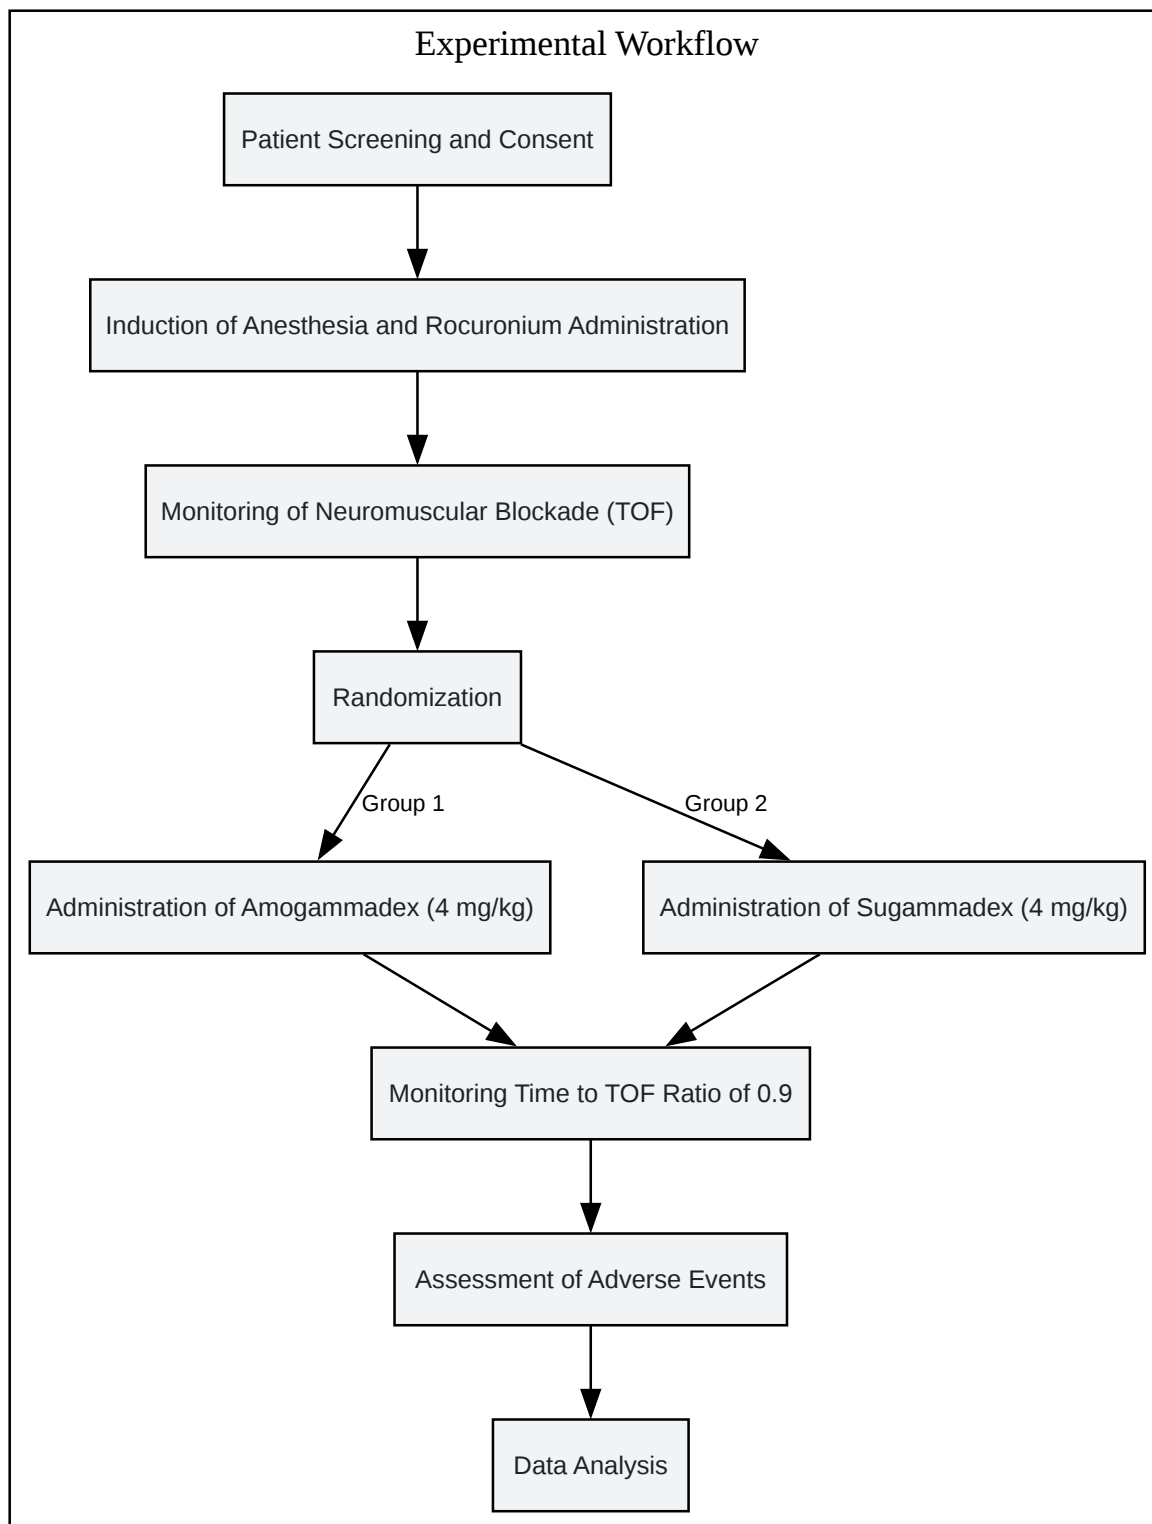 Experimental Workflow
Patient Screening and Consent
Induction of Anesthesia and Rocuronium Administration
Monitoring of Neuromuscular Blockade (TOF)
Randomization
Group 1
Group 2
Administration of Amogammadex (4 mg/kg)
Administration of Sugammadex (4 mg/kg)
Monitoring Time to TOF Ratio of 0.9
Assessment of Adverse Events
Data Analysis